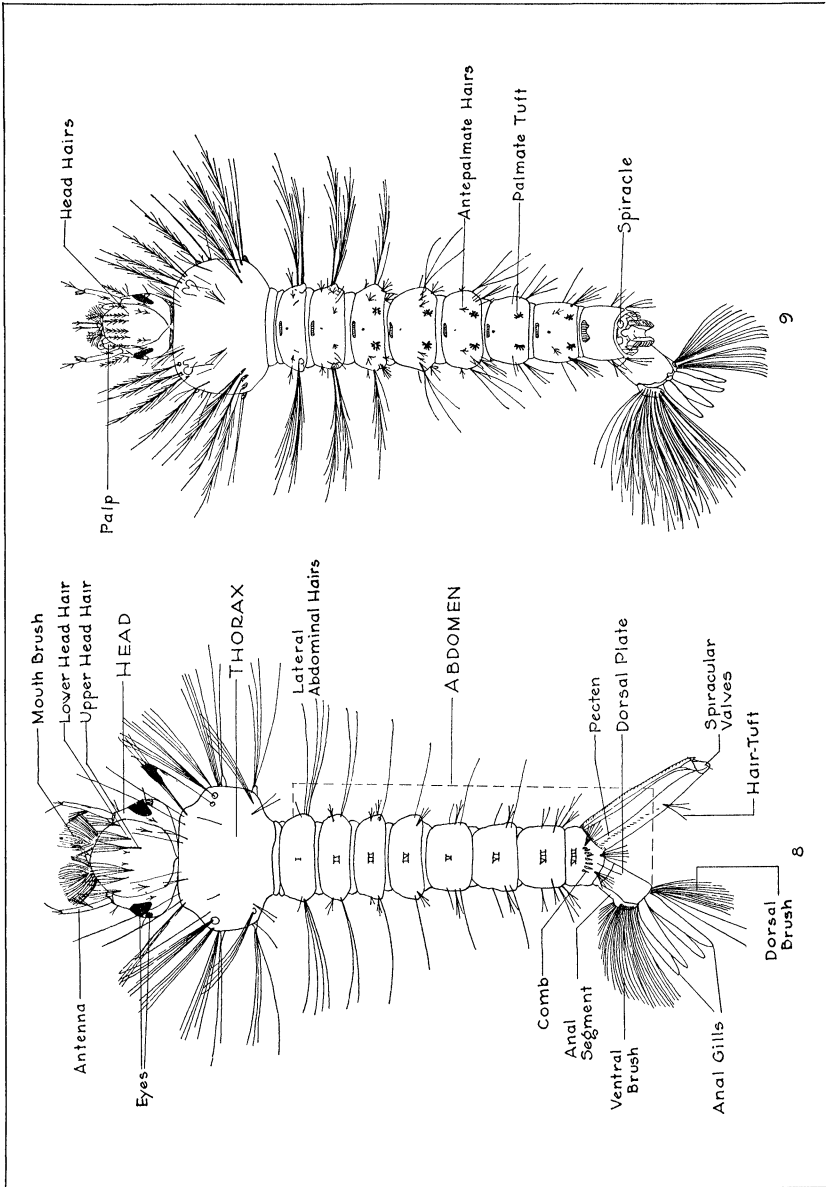 Palp
Head Hairs
Antepalmate Hairs
Palmate Tuft
Spiracle
9
Antenna
Eyes
Mouth Brush
Lower Head Hair
Upper Head Hair
HEAD
THORAX
Lateral
Abdominal Hairs
ABDOMEN
I
II
III
IV
V
VI
VII
VIII
Comb
Anal
Segment
Ventral
Brush
Anal Gills
Pecten
Dorsal Plate
Spiracular
Valves
Hair-Tuft
Dorsal
Brush
8